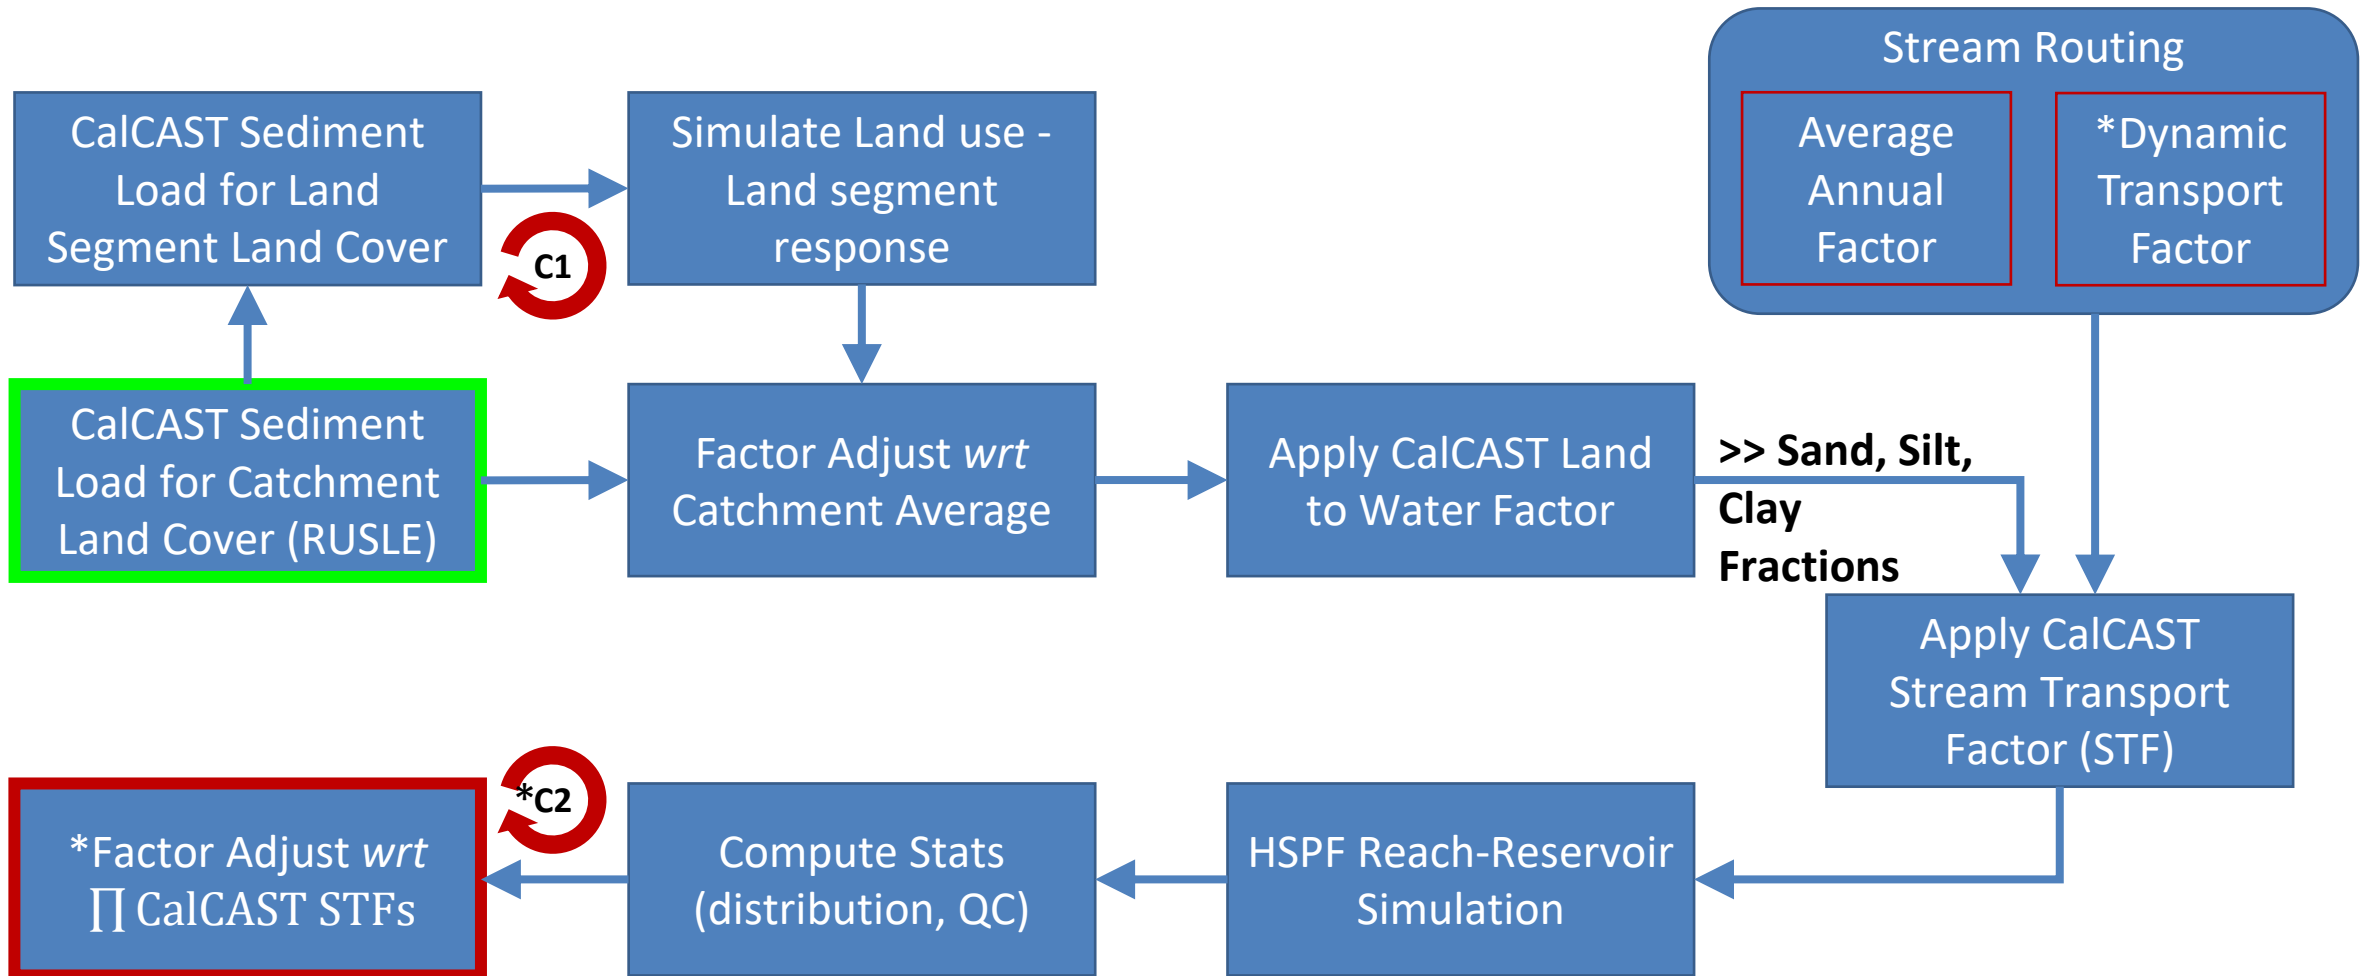 CalCAST Sediment
Load for Land
Segment Land Cover
C1
Simulate Land use -
Land segment
response
Stream Routing
Average
Annual
Factor
*Dynamic
Transport
Factor
CalCAST Sediment
Load for Catchment
Land Cover (RUSLE)
Factor Adjust wrt
Catchment Average
Apply CalCAST Land
to Water Factor
>> Sand, Silt,
Clay
Fractions
Apply CalCAST
Stream Transport
Factor (STF)
HSPF Reach-Reservoir
Simulation
Compute Stats
(distribution, QC)
*C2
*Factor Adjust wrt
∏ CalCAST STFs